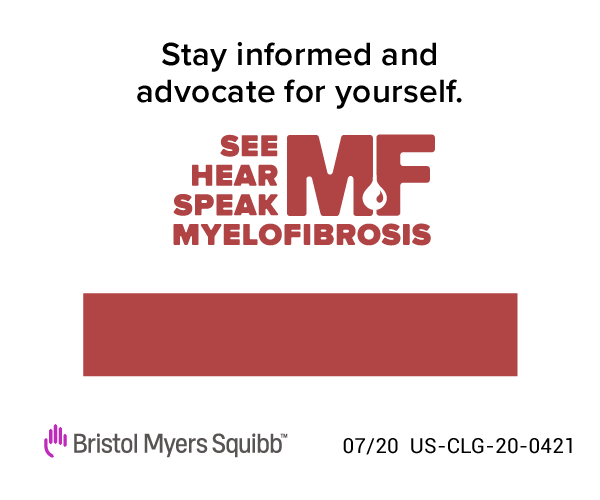 Stay informed and
advocate for yourself.
SEE
HEAR
SPEAK
MF
MYELOFIBROSIS
Bristol Myers Squibb™
07/20 US-CLG-20-0421